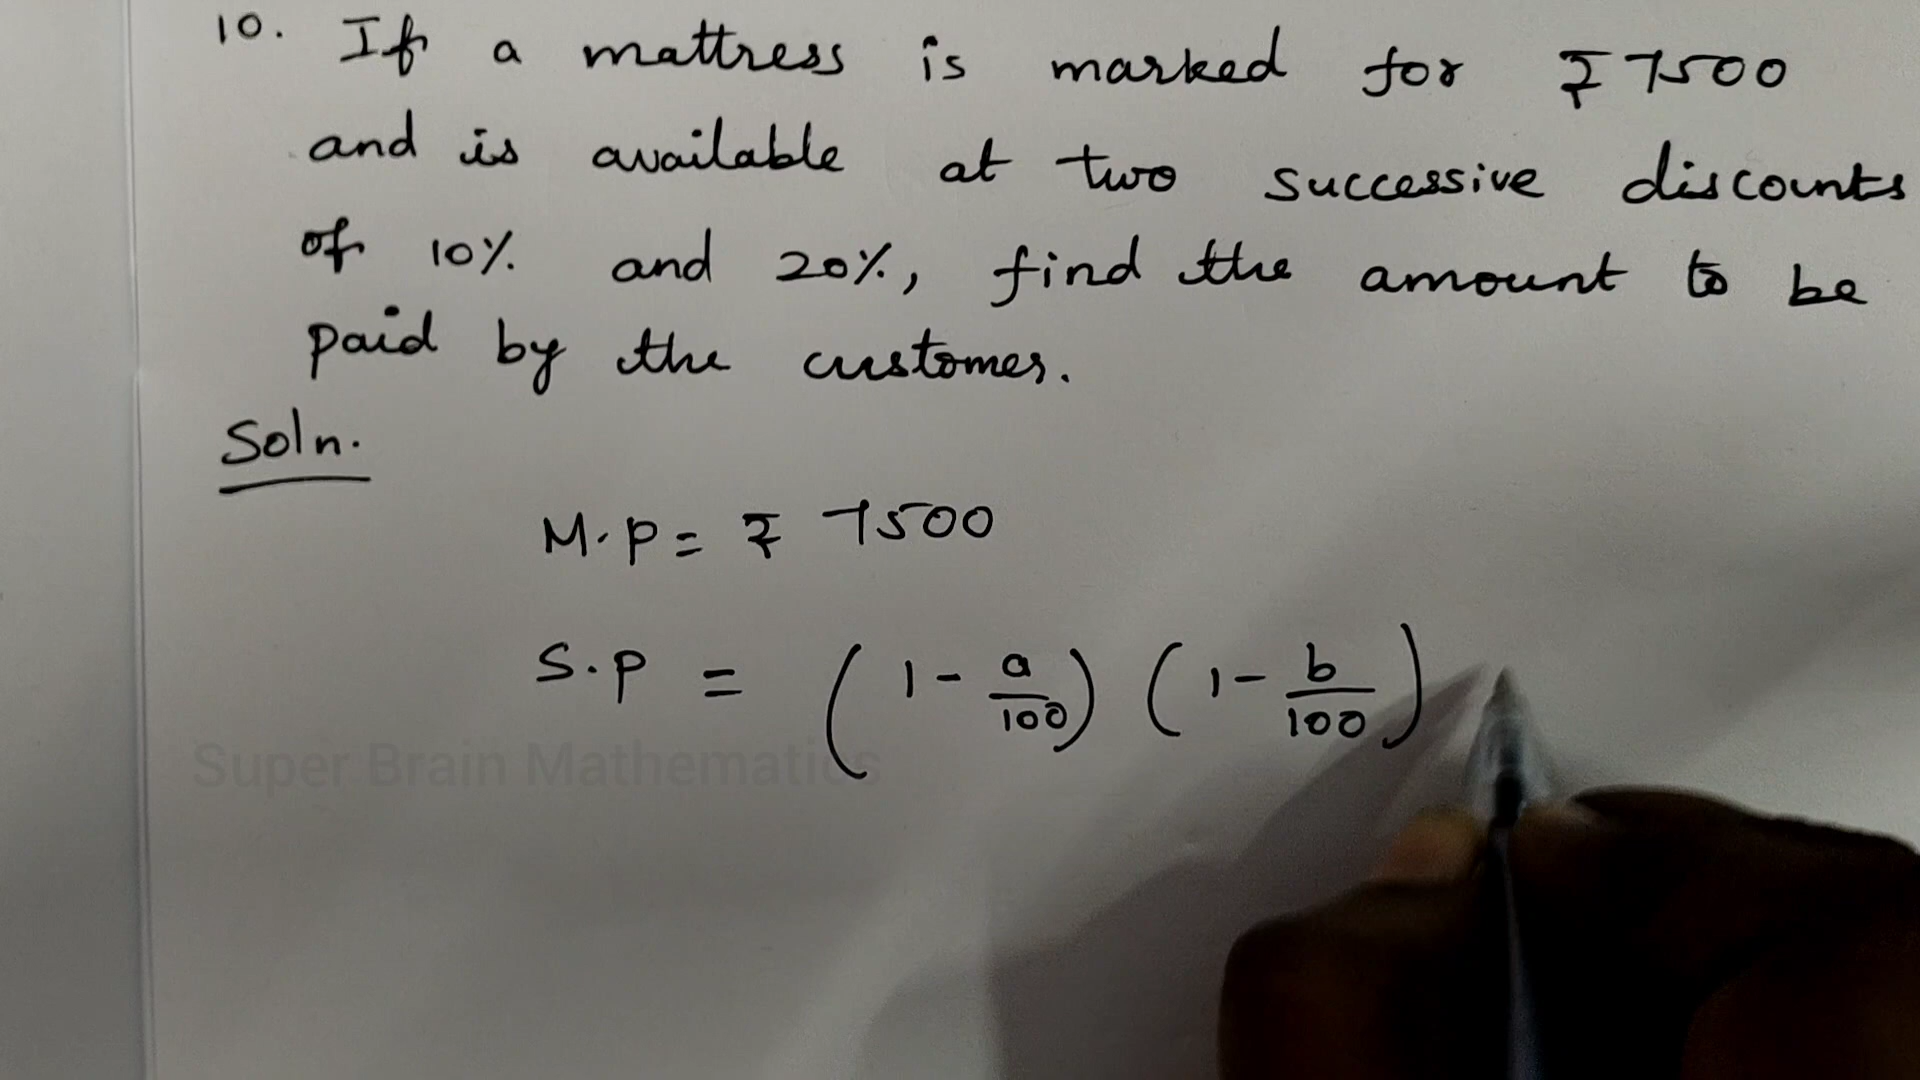 10. If a mattress is marked for ₹ 7500
and is available at two successive discounts
of 10% and 20%, find the amount to be
paid by the customer.
Soln.
M.P = ₹ 7500
S.P = (1 - a/100) (1 - b/100)
Super Brain Mathematics